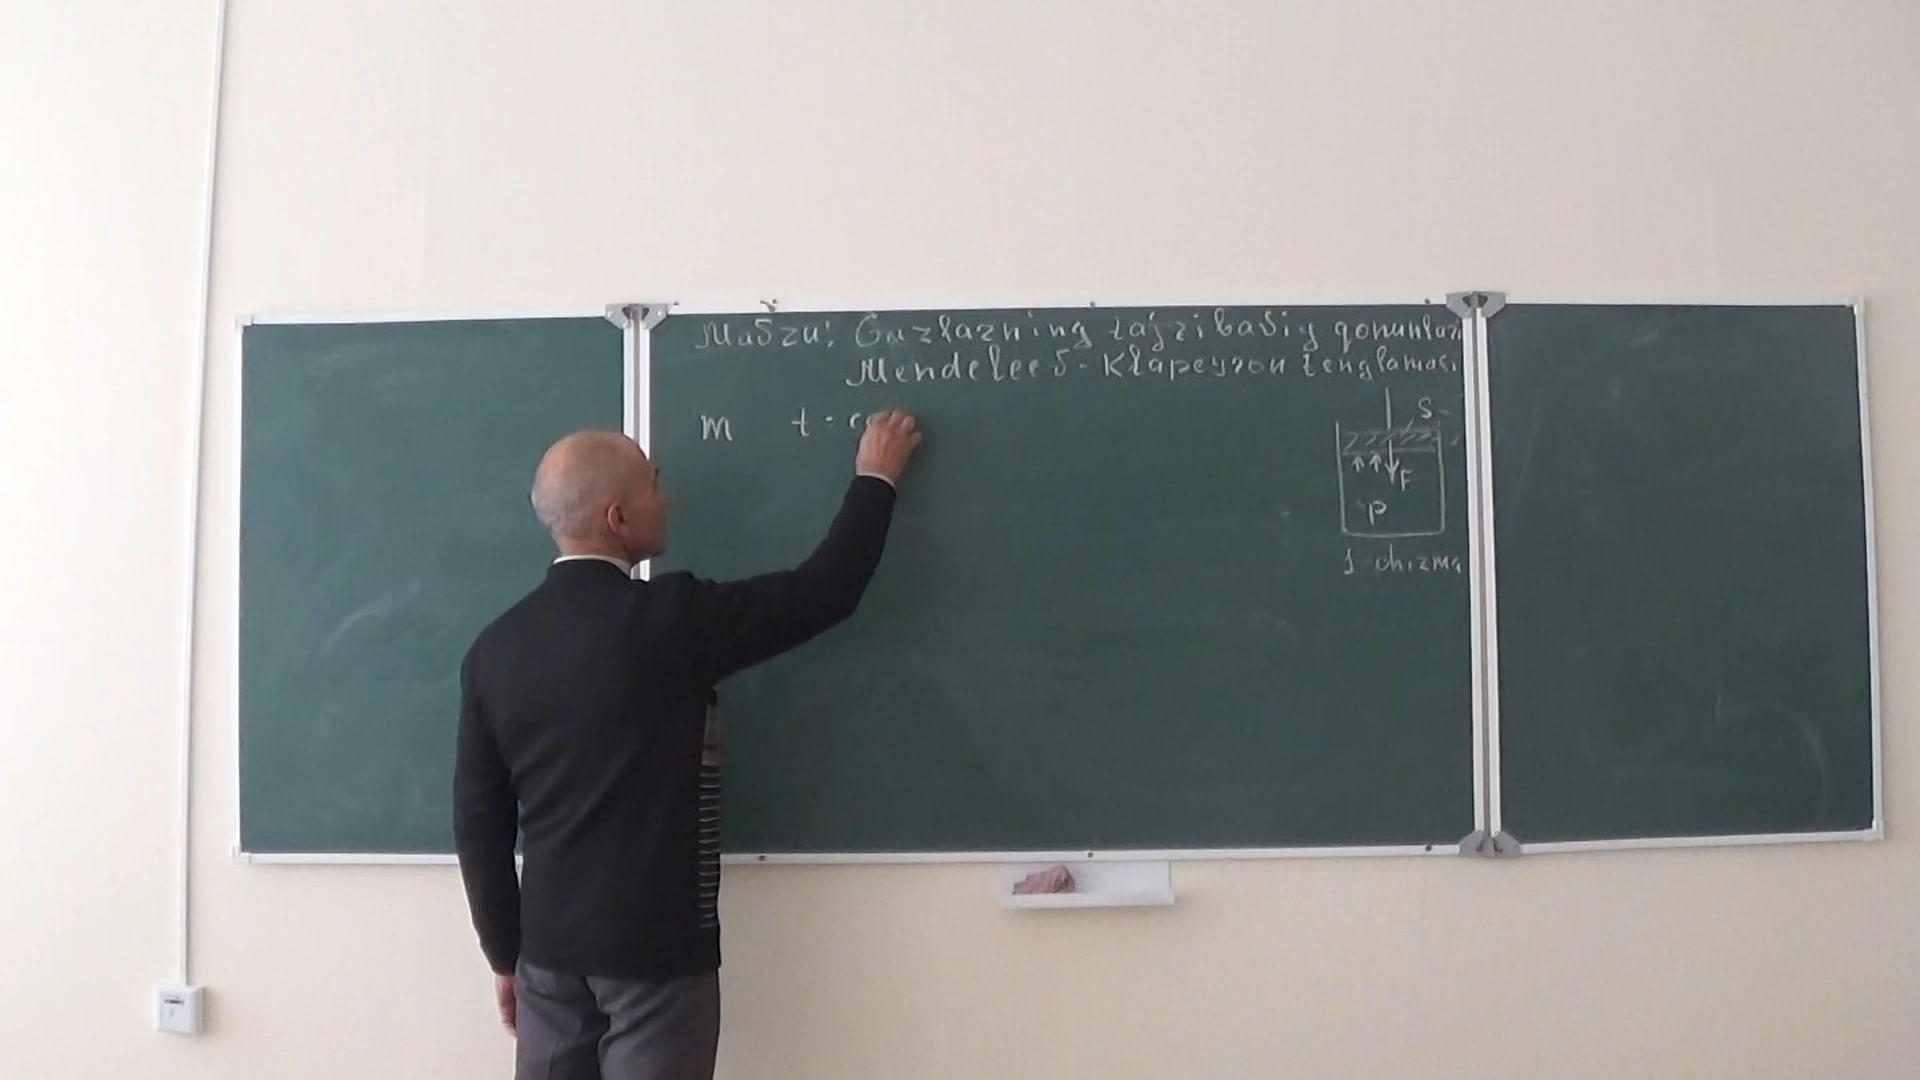 Mavzu: Gazlarning tajribaviy qonunlari
Mendeleev-Klapeyron tenglamasi
m t = co
S
F
P
1-chizma